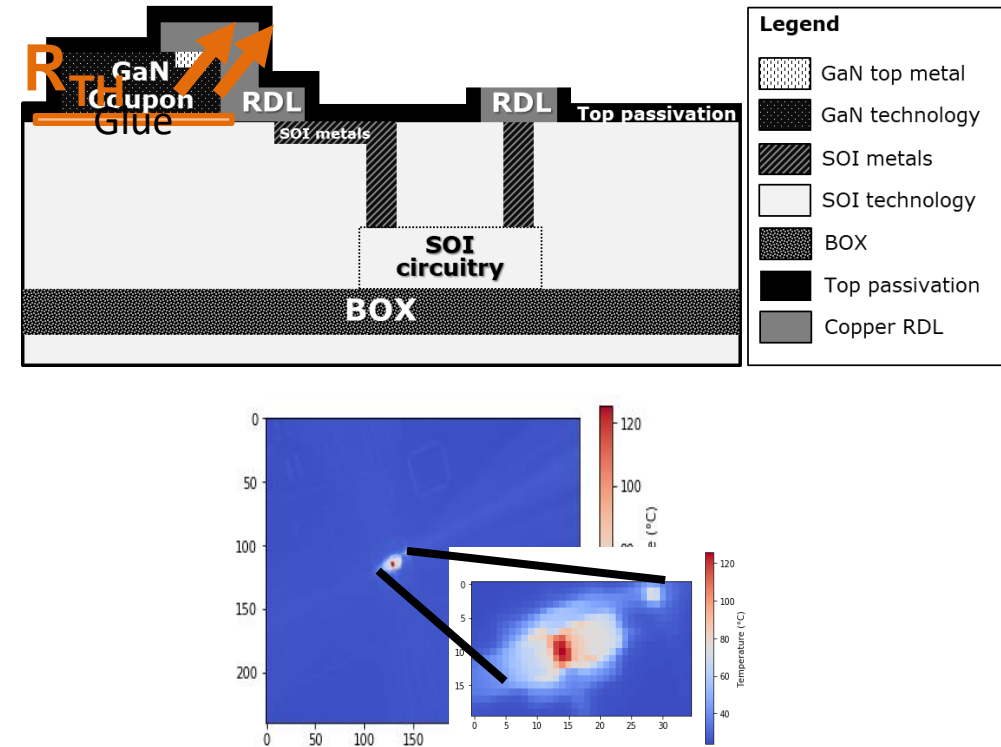 Legend
GaN top metal
GaN technology
SOI metals
SOI technology
BOX
Top passivation
Copper RDL
RTH
GaN
Coupon
Glue
RDL
RDL
Top passivation
SOI metals
SOI
circuitry
BOX
0
50
100
150
200
0
50
100
150
120
100
0
5
10
15
0
5
10
15
20
25
30
120
100
80
60
40
Temperature (°C)